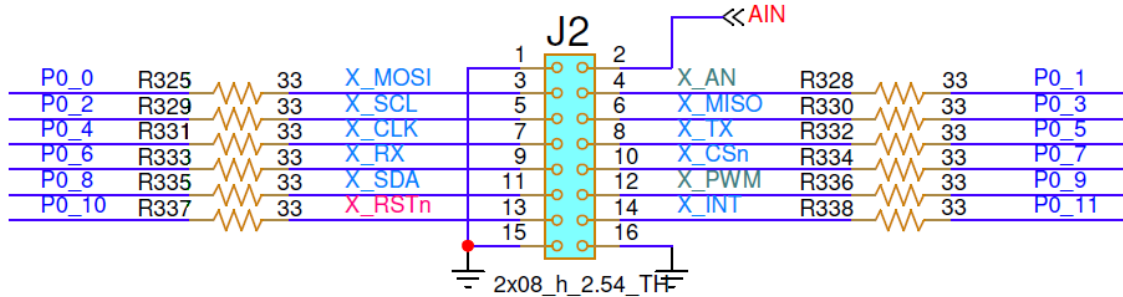 AIN
J2
1 2
P0_0 R325 33 X_MOSI 3 4 X_AN R328 33 P0_1
P0_2 R329 33 X_SCL 5 6 X_MISO R330 33 P0_3
P0_4 R331 33 X_CLK 7 8 X_TX R332 33 P0_5
P0_6 R333 33 X_RX 9 10 X_CSn R334 33 P0_7
P0_8 R335 33 X_SDA 11 12 X_PWM R336 33 P0_9
P0_10 R337 33 X_RSTn 13 14 X_INT R338 33 P0_11
15 16
2x08_h_2.54_TH